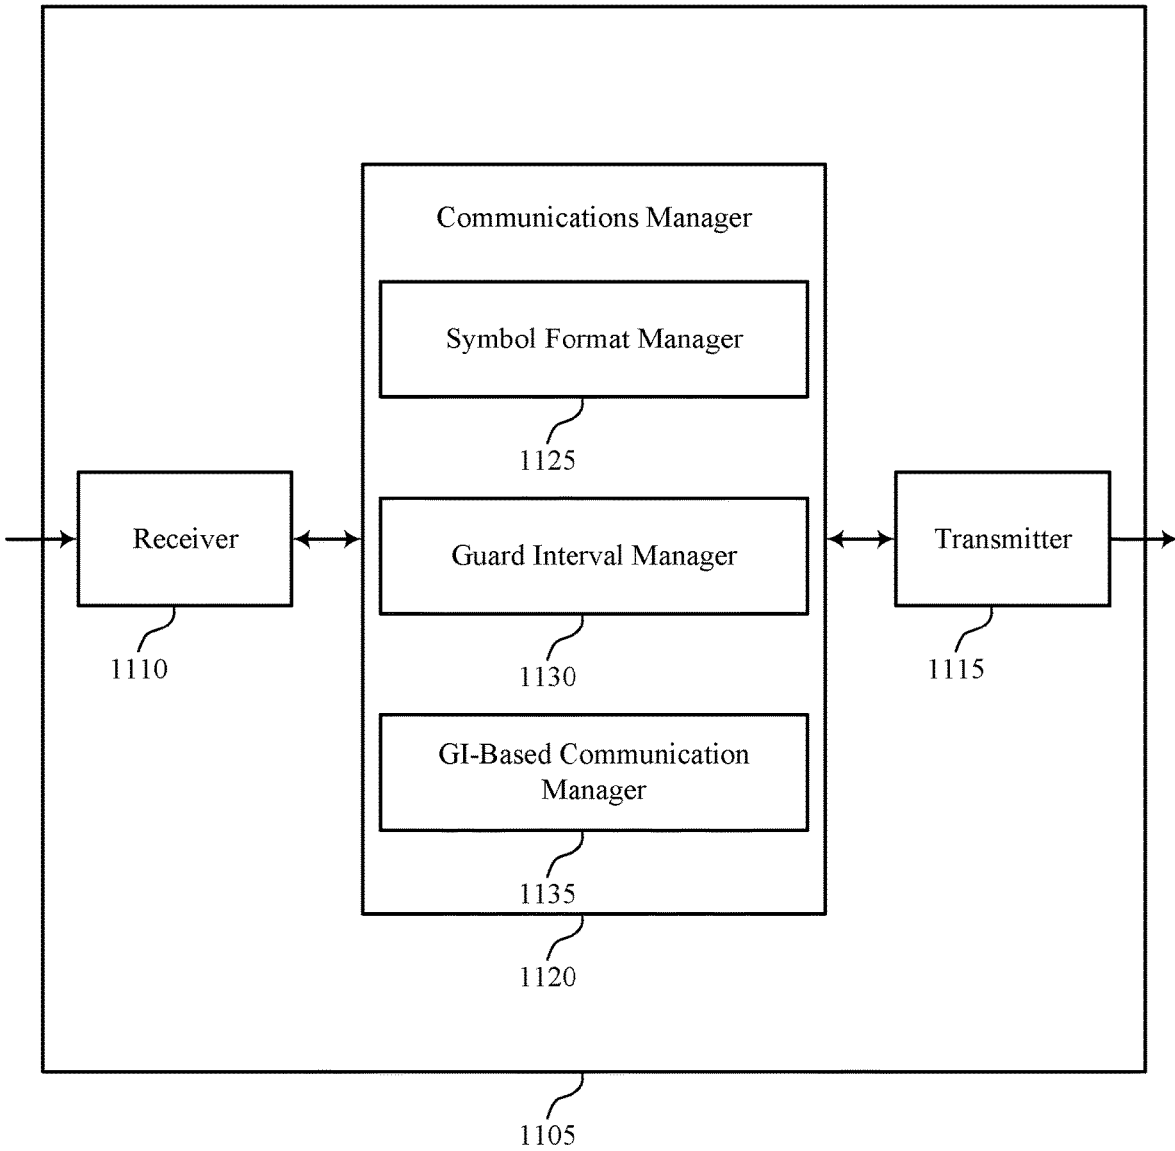 Communications Manager
Symbol Format Manager
1125
Receiver
Guard Interval Manager
Transmitter
1110
1130
1115
GI-Based Communication
Manager
1135
1120
1105